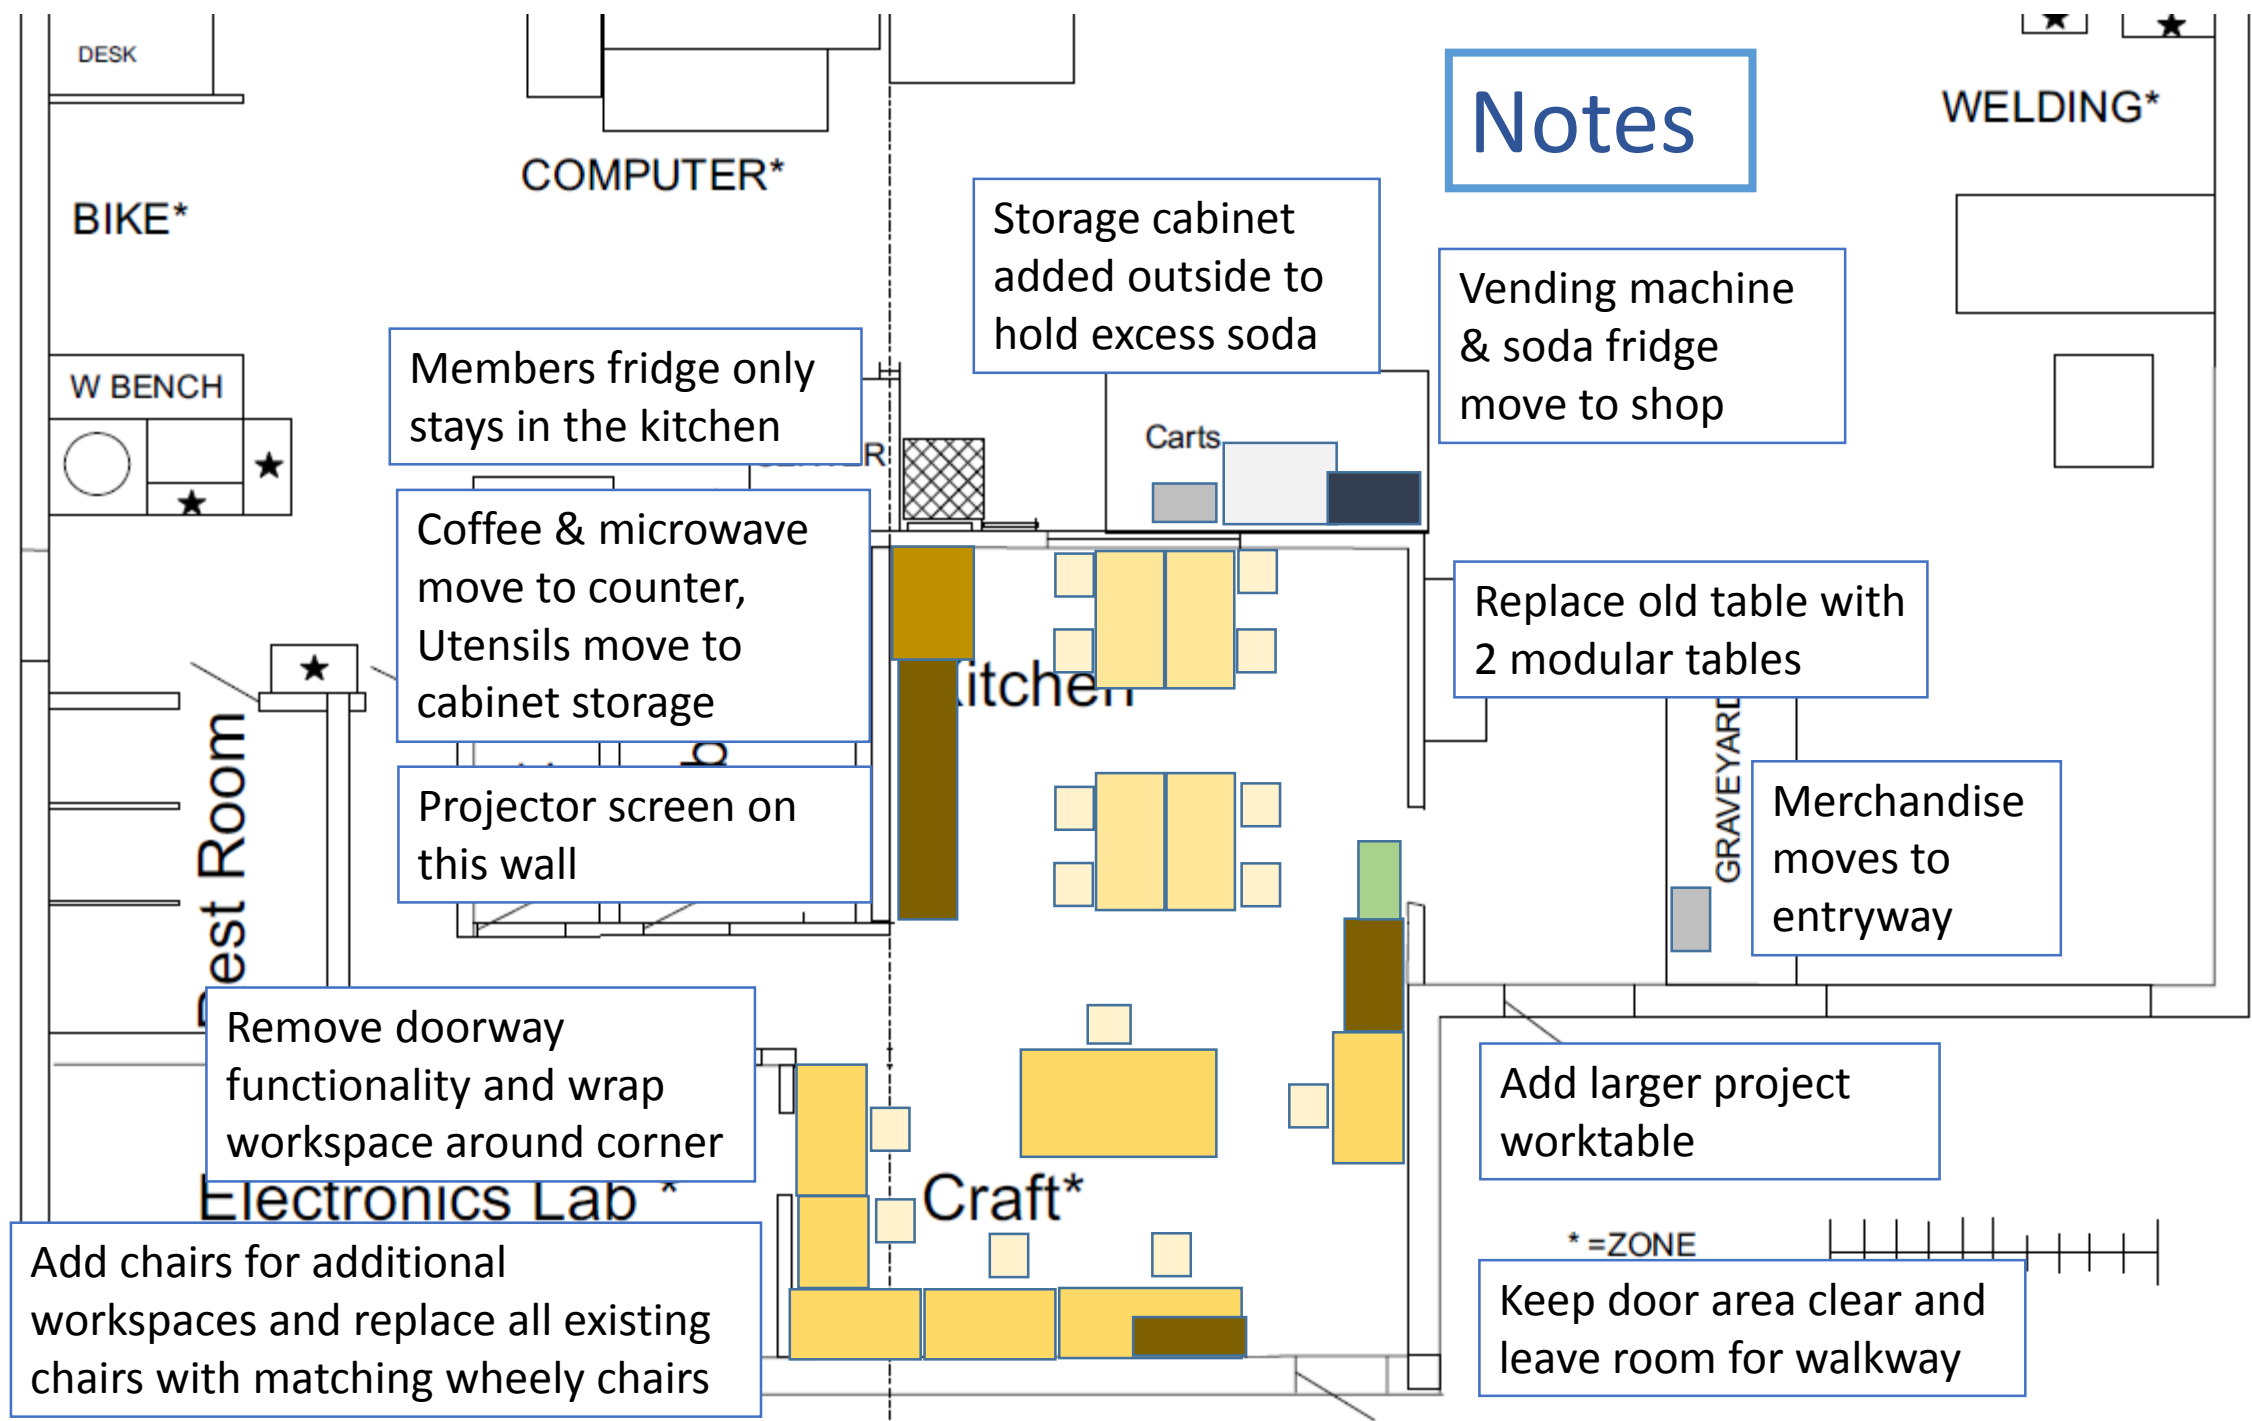 DESK
Notes
WELDING*
COMPUTER*
BIKE*
Storage cabinet
added outside to
hold excess soda
Vending machine
& soda fridge
move to shop
Members fridge only
stays in the kitchen
W BENCH
Carts
Coffee & microwave
move to counter,
Utensils move to
cabinet storage
Replace old table with
2 modular tables
itchen
GRAVEYARD
Projector screen on
this wall
Merchandise
moves to
entryway
Rest Room
Remove doorway
functionality and wrap
workspace around corner
Add larger project
worktable
Electronics Lab *
Craft*
* =ZONE
Add chairs for additional
workspaces and replace all existing
chairs with matching wheely chairs
Keep door area clear and
leave room for walkway